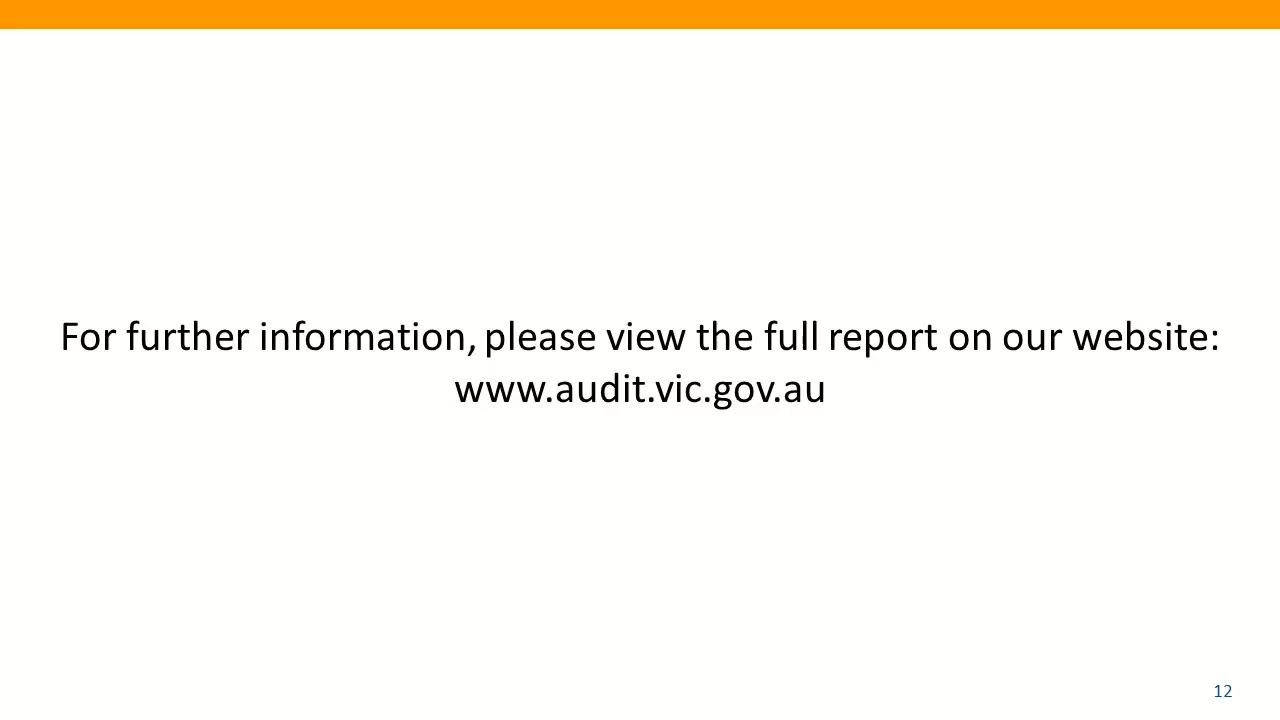 For further information, please view the full report on our website:
www.audit.vic.gov.au
12